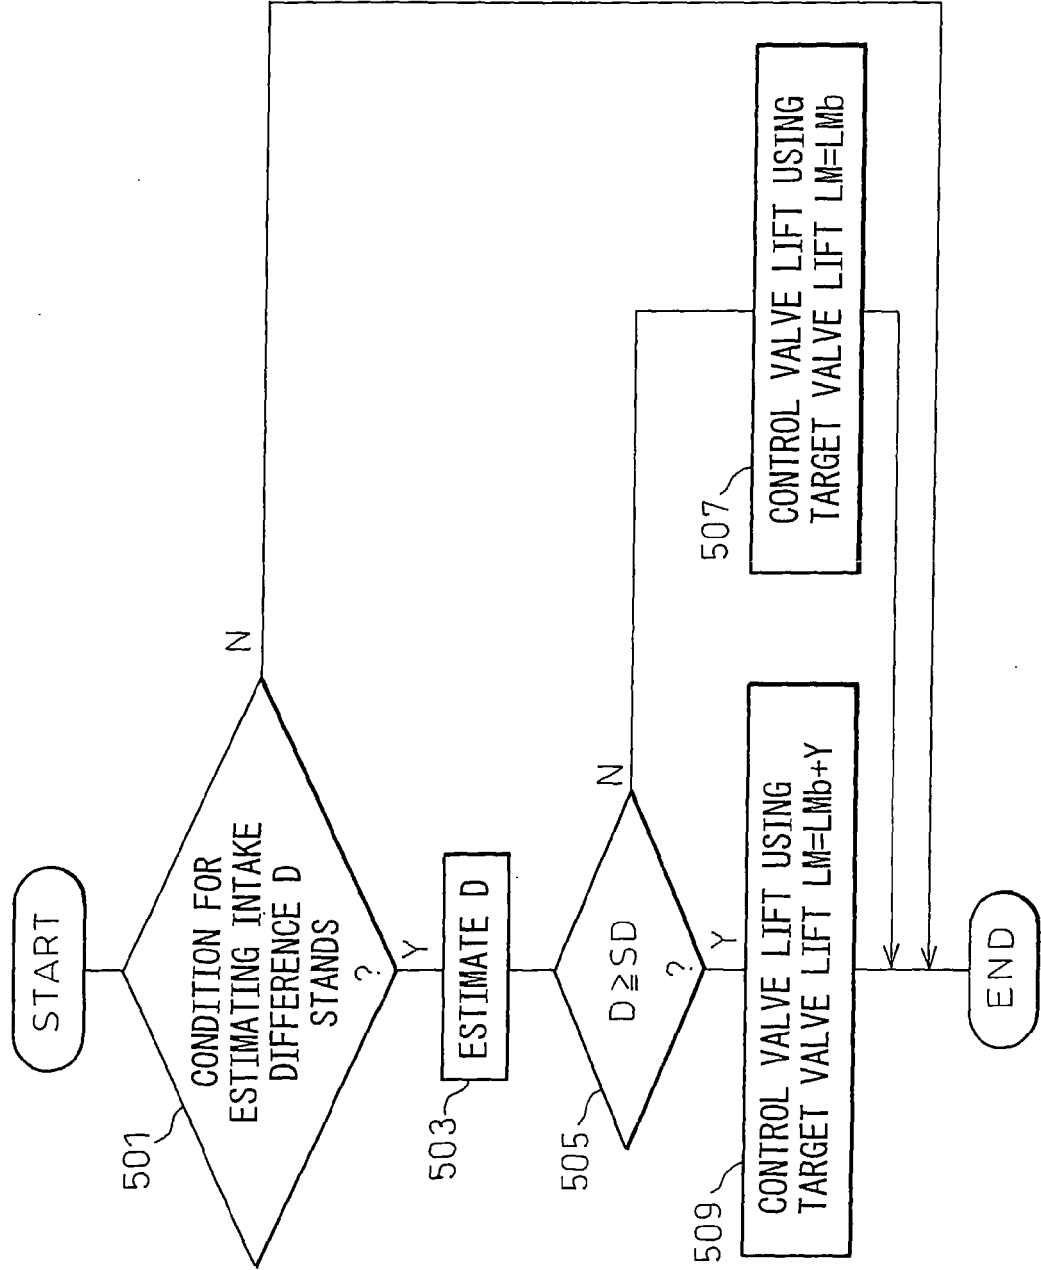 START
501
CONDITION FOR
ESTIMATING INTAKE
DIFFERENCE D
STANDS
?
N
Y
503
ESTIMATE D
505
D≧SD
?
N
Y
507
CONTROL VALVE LIFT USING
TARGET VALVE LIFT LM=LMb
509
CONTROL VALVE LIFT USING
TARGET VALVE LIFT LM=LMb+Y
END